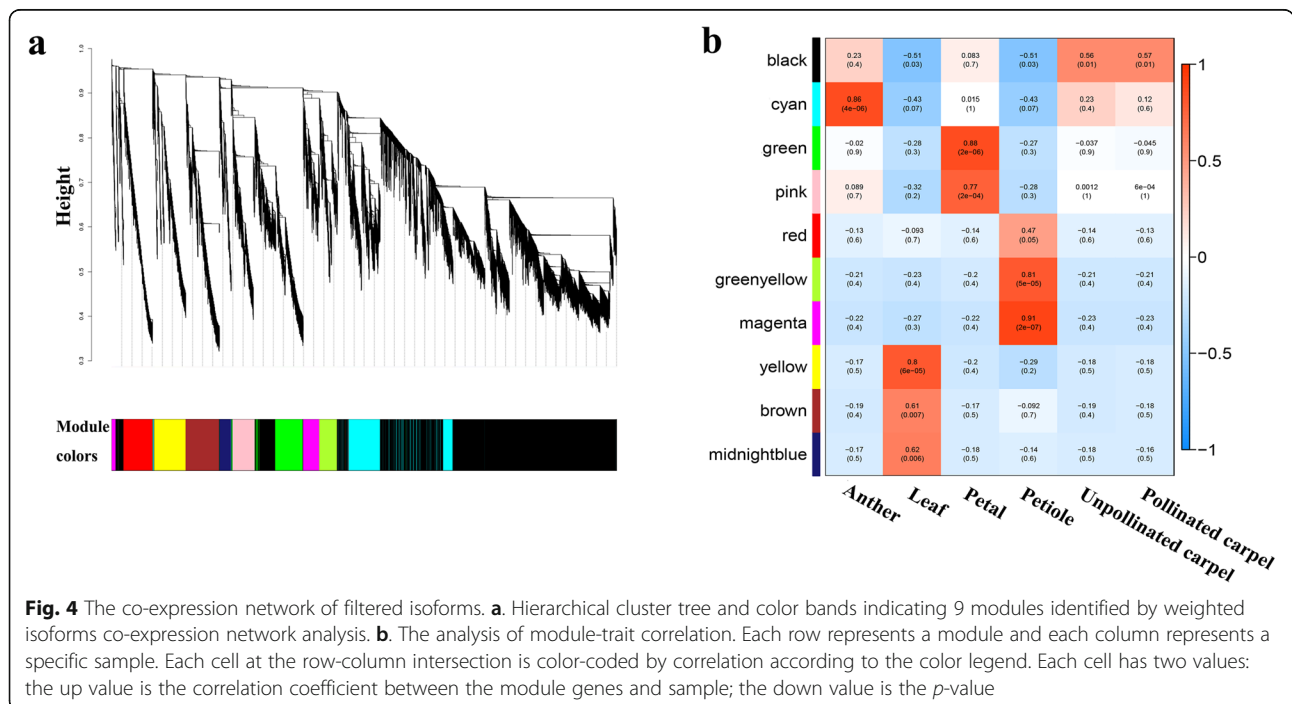 a
Height
1.0
0.9
0.8
0.7
0.6
0.5
0.4
0.3
Module
colors
b
black 0.23 −0.51 0.083 −0.51 0.56 0.57
(0.4) (0.03) (0.7) (0.03) (0.01) (0.01)
cyan 0.86 −0.43 0.015 −0.43 0.23 0.12
(4e−06) (0.07) (1) (0.07) (0.4) (0.6)
green −0.02 −0.28 0.88 −0.27 −0.037 −0.045
(0.9) (0.3) (2e−06) (0.3) (0.9) (0.9)
pink 0.089 −0.32 0.77 −0.28 0.0012 6e−04
(0.7) (0.2) (2e−04) (0.3) (1) (1)
red −0.13 −0.093 −0.14 0.47 −0.14 −0.13
(0.6) (0.7) (0.6) (0.05) (0.6) (0.6)
greenyellow −0.21 −0.23 −0.2 0.81 −0.21 −0.21
(0.4) (0.4) (0.4) (5e−05) (0.4) (0.4)
magenta −0.22 −0.27 −0.22 0.91 −0.23 −0.23
(0.4) (0.3) (0.4) (2e−07) (0.4) (0.4)
yellow −0.17 0.8 −0.2 −0.29 −0.18 −0.18
(0.5) (6e−05) (0.4) (0.2) (0.5) (0.5)
brown −0.19 0.61 −0.17 −0.092 −0.19 −0.18
(0.4) (0.007) (0.5) (0.7) (0.4) (0.5)
midnightblue −0.17 0.62 −0.18 −0.14 −0.18 −0.16
(0.5) (0.006) (0.5) (0.6) (0.5) (0.5)
Anther
Leaf
Petal
Petiole
Unpollinated carpel
Pollinated carpel
1
0.5
0
−0.5
−1
Fig. 4 The co-expression network of filtered isoforms. a. Hierarchical cluster tree and color bands indicating 9 modules identified by weighted
isoforms co-expression network analysis. b. The analysis of module-trait correlation. Each row represents a module and each column represents a
specific sample. Each cell at the row-column intersection is color-coded by correlation according to the color legend. Each cell has two values:
the up value is the correlation coefficient between the module genes and sample; the down value is the p-value